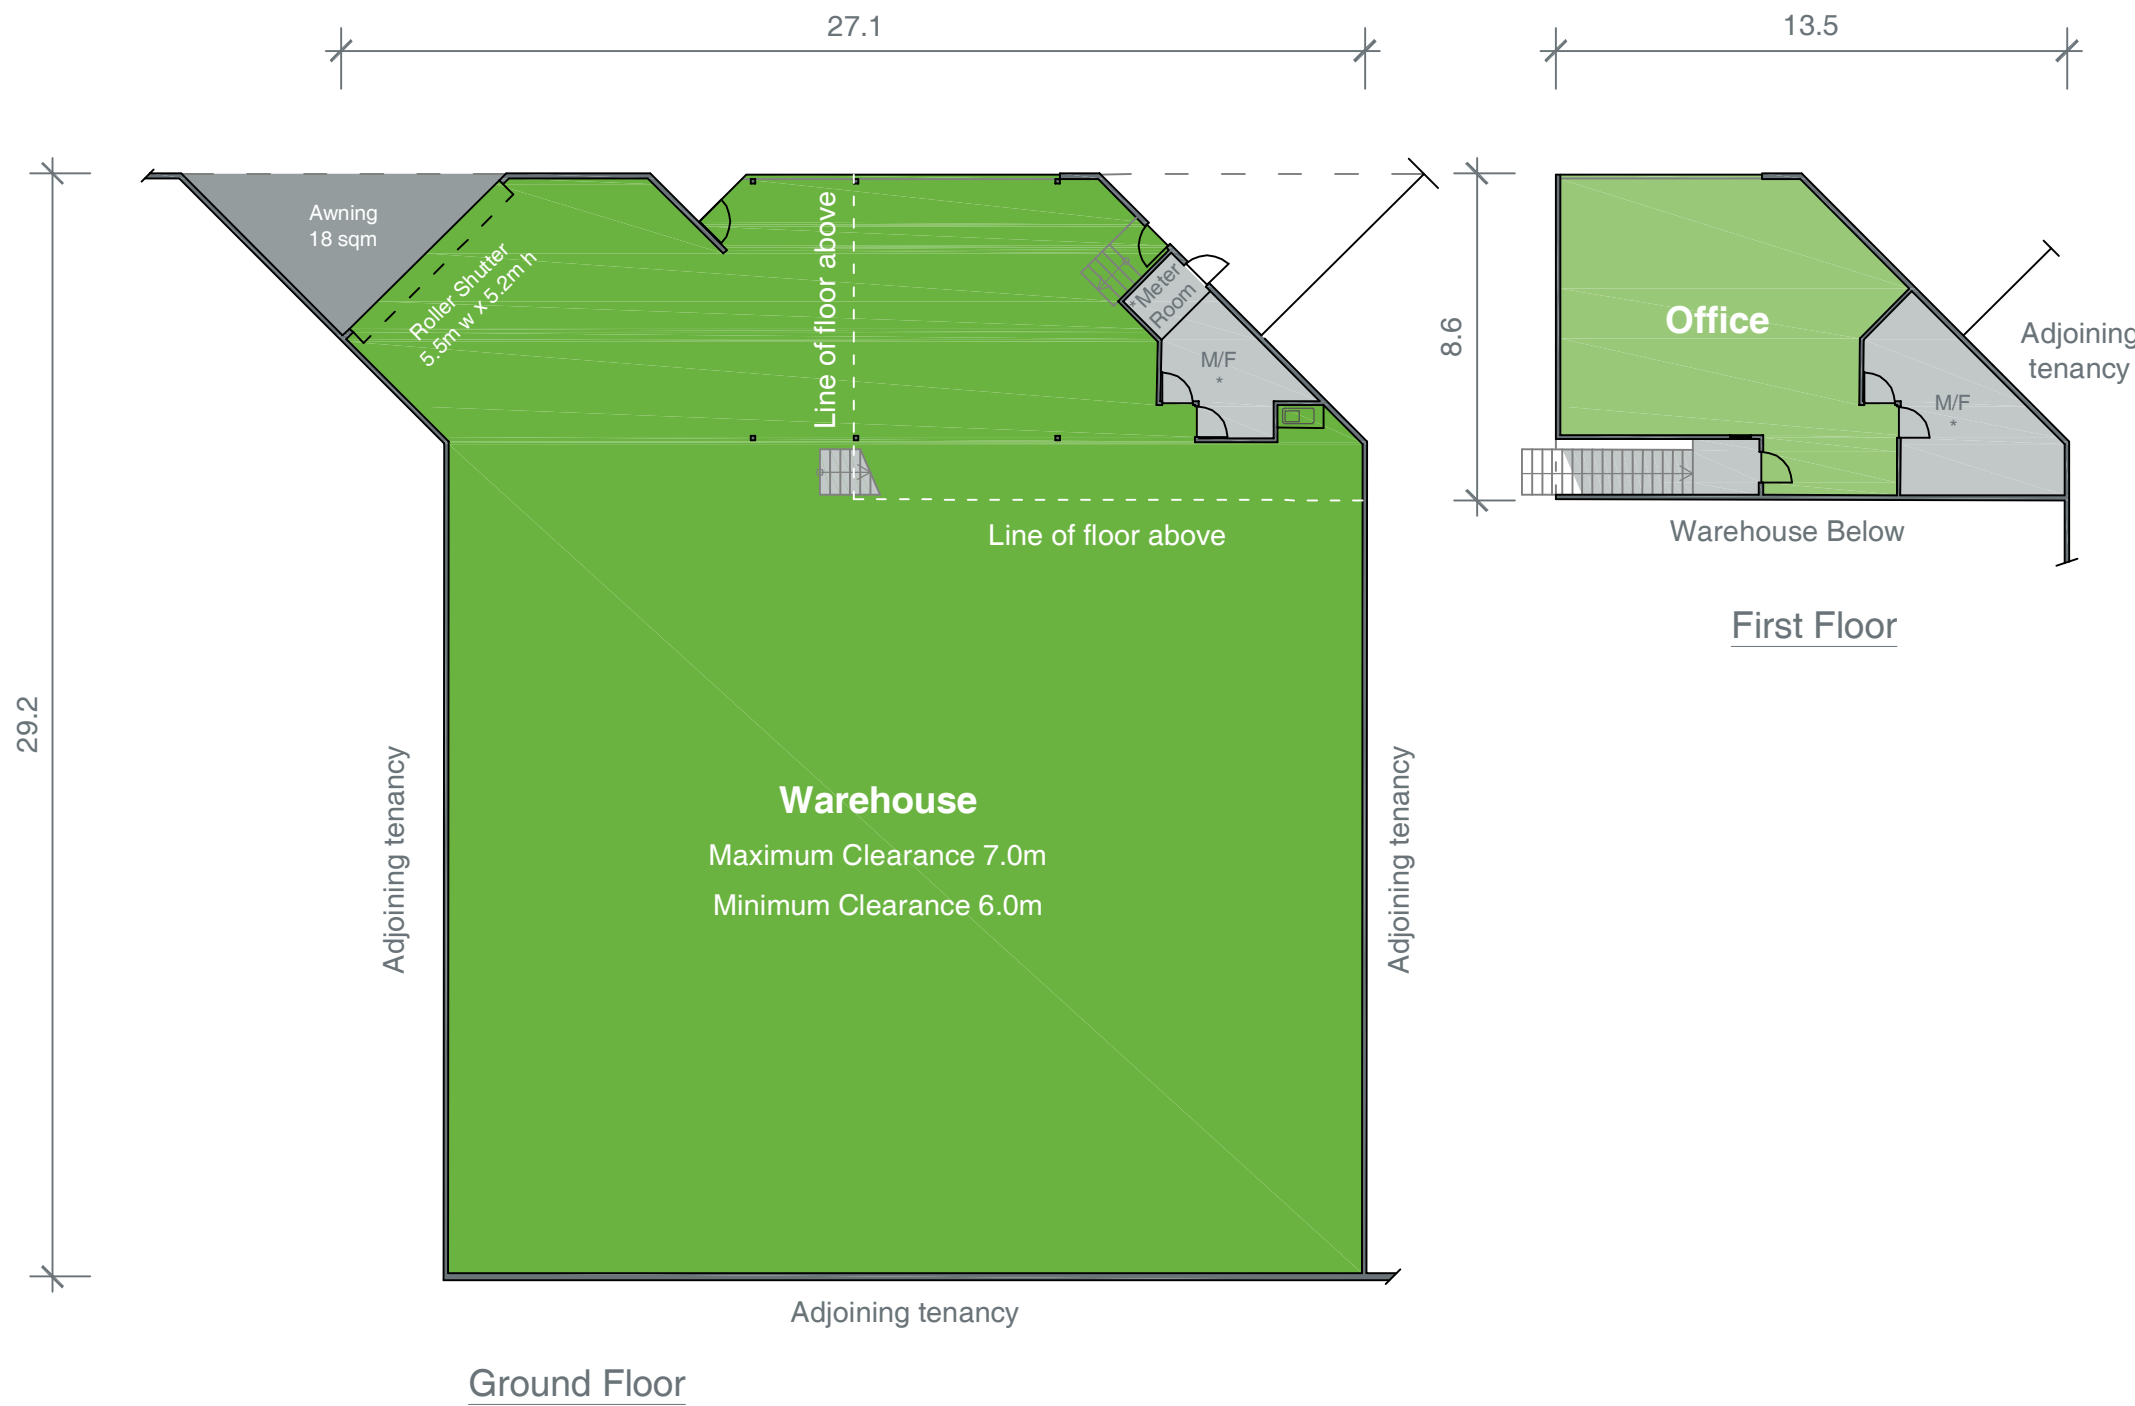 27.1
13.5
Awning
18 sqm
Roller Shutter
5.5m w x 5.2m h
Line of floor above
*Meter
Room
M/F
*
Line of floor above
29.2
Warehouse
Maximum Clearance 7.0m
Minimum Clearance 6.0m
Adjoining tenancy
Adjoining tenancy
Adjoining tenancy
Ground Floor
8.6
Office
M/F
*
Adjoining
tenancy
Warehouse Below
First Floor